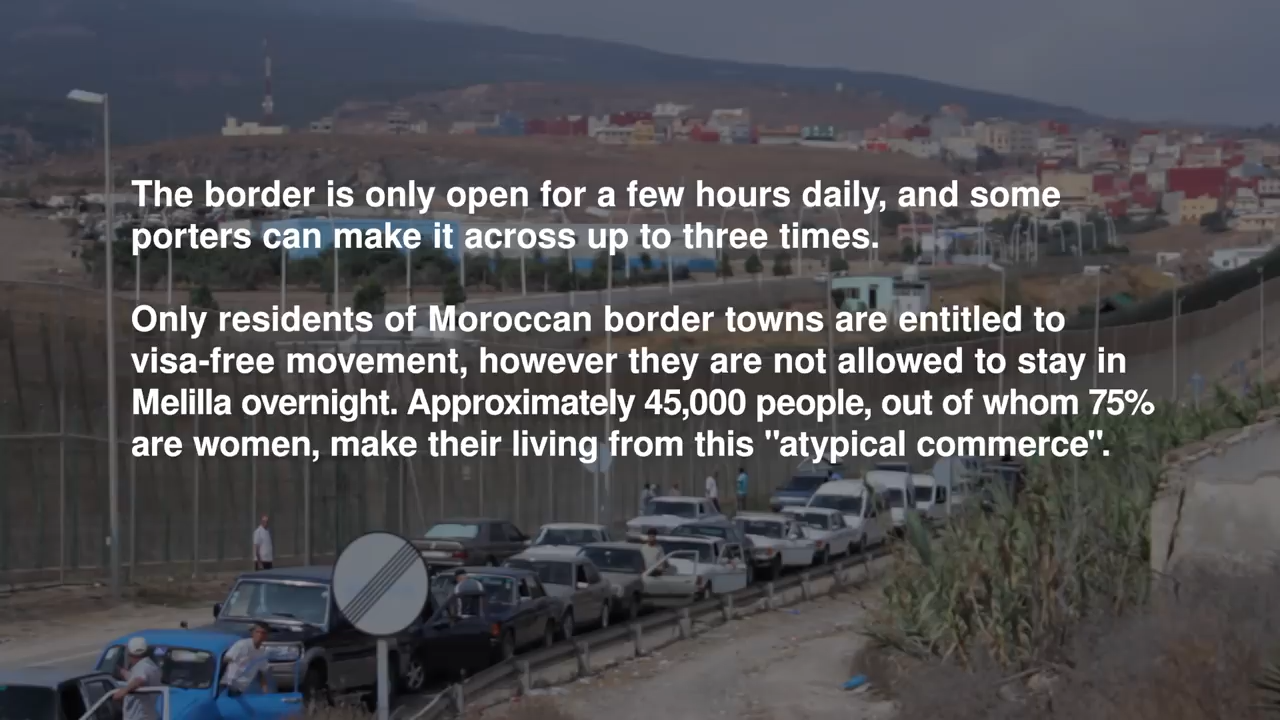 The border is only open for a few hours daily, and some
porters can make it across up to three times.
Only residents of Moroccan border towns are entitled to
visa-free movement, however they are not allowed to stay in
Melilla overnight. Approximately 45,000 people, out of whom 75%
are women, make their living from this "atypical commerce".